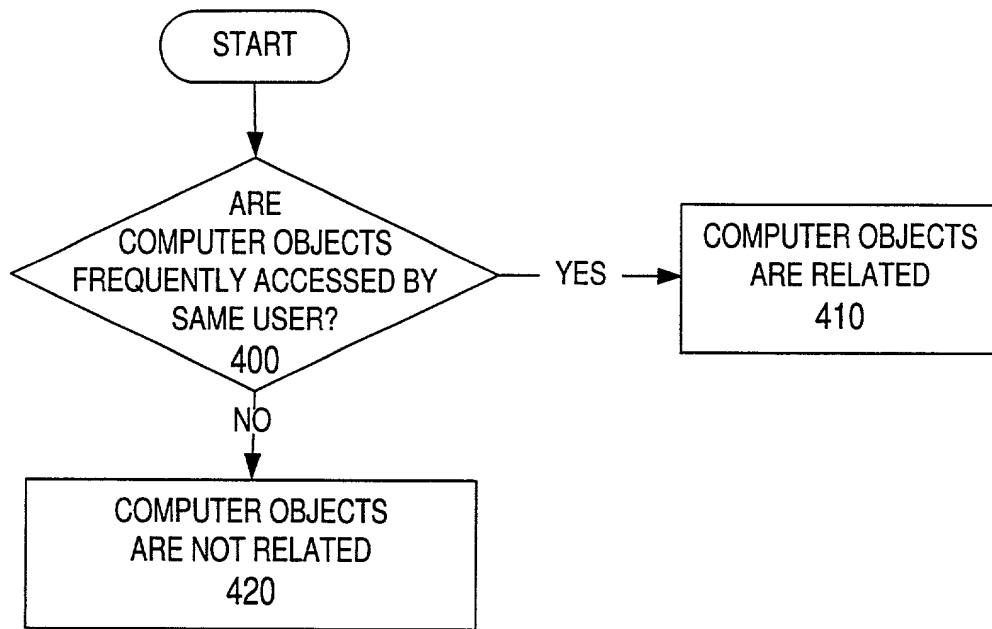 START
ARE
COMPUTER OBJECTS
FREQUENTLY ACCESSED BY
SAME USER?
400
YES
COMPUTER OBJECTS
ARE RELATED
410
NO
COMPUTER OBJECTS
ARE NOT RELATED
420